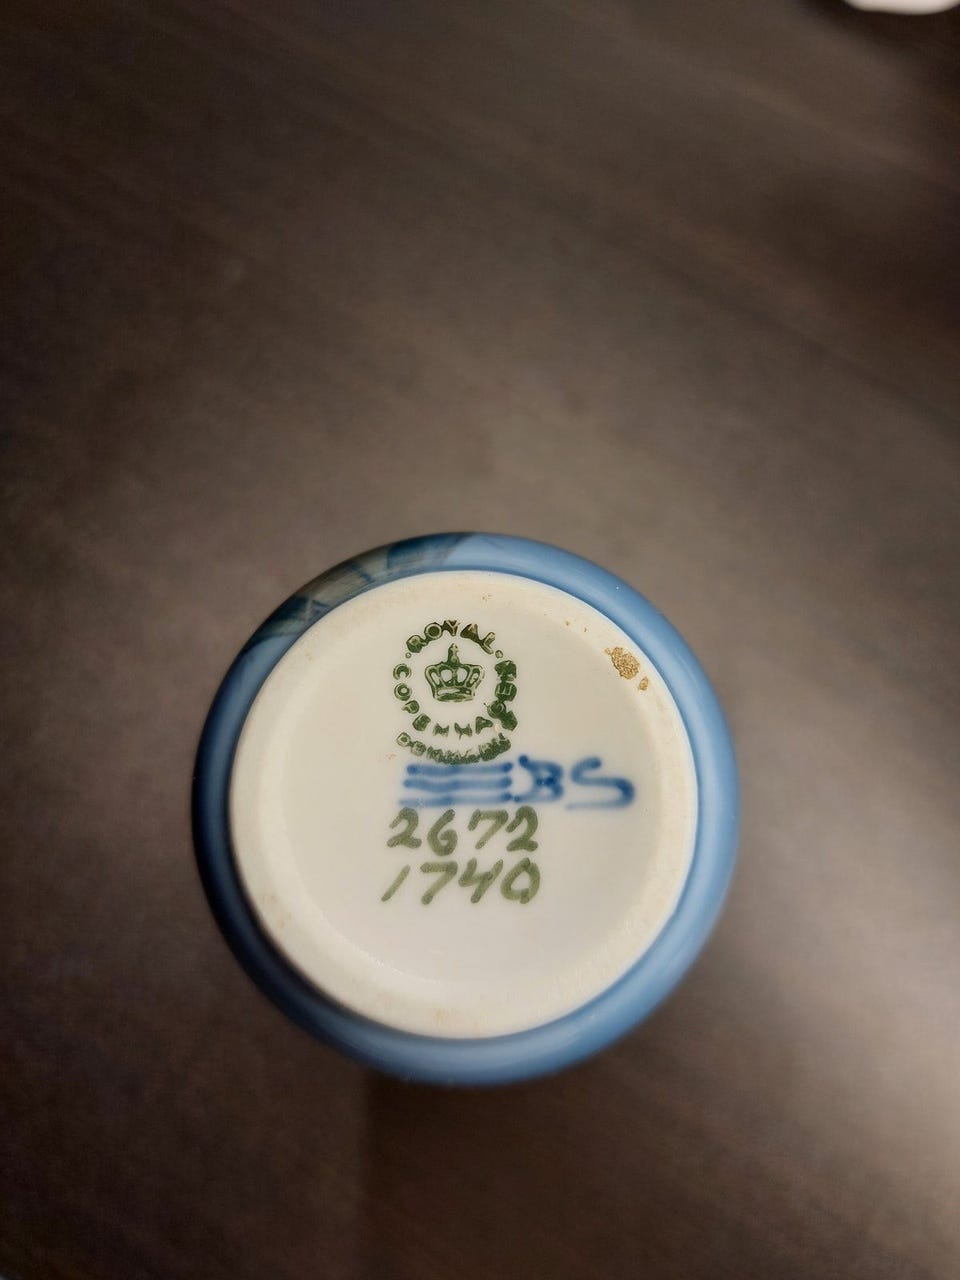 ROYAL
COPENHAGEN
DENMARK
BS
2672
1740